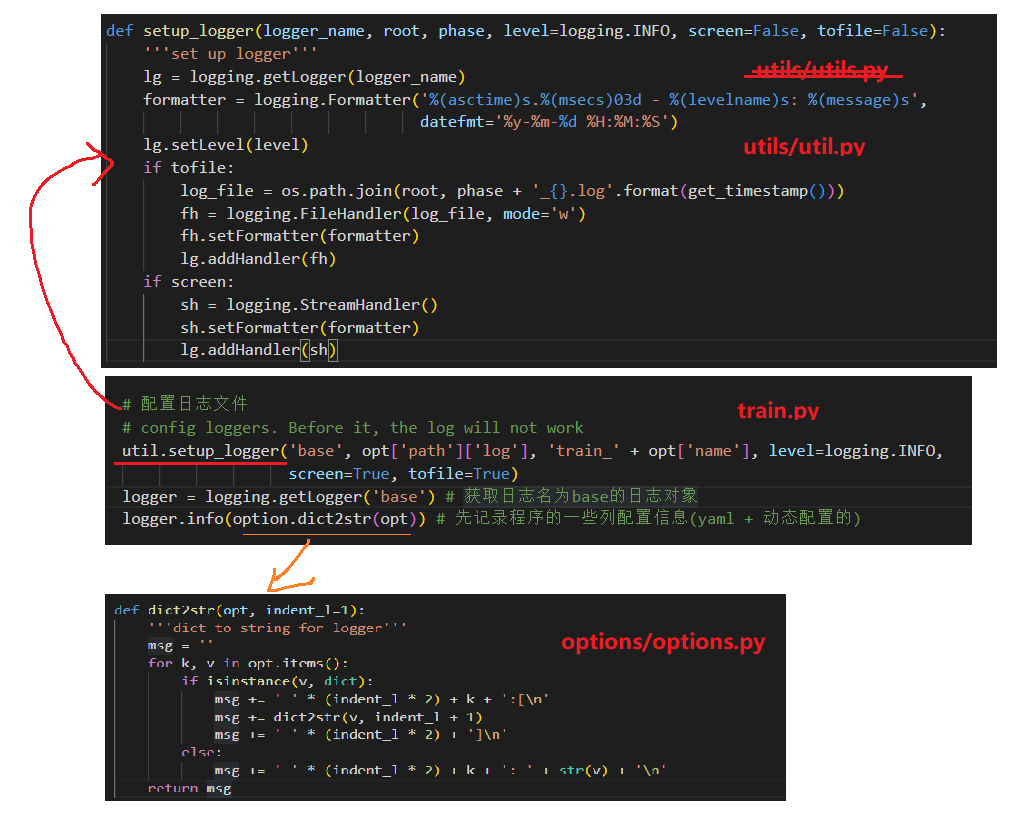 def setup_logger(logger_name, root, phase, level=logging.INFO, screen=False, tofile=False):
    '''set up logger'''
    lg = logging.getLogger(logger_name)
utils/utils.py
    formatter = logging.Formatter('%(asctime)s.%(msecs)03d - %(levelname)s: %(message)s',
                                  datefmt='%y-%m-%d %H:%M:%S')
    lg.setLevel(level)
utils/util.py
    if tofile:
        log_file = os.path.join(root, phase + '_{}.log'.format(get_timestamp()))
        fh = logging.FileHandler(log_file, mode='w')
        fh.setFormatter(formatter)
        lg.addHandler(fh)
    if screen:
        sh = logging.StreamHandler()
        sh.setFormatter(formatter)
        lg.addHandler(sh)
# 配置日志文件
train.py
# config loggers. Before it, the log will not work
util.setup_logger('base', opt['path']['log'], 'train_' + opt['name'], level=logging.INFO,
                  screen=True, tofile=True)
logger = logging.getLogger('base') # 获取日志名为base的日志对象
logger.info(option.dict2str(opt)) # 先记录程序的一些列配置信息(yaml + 动态配置的)
def dict2str(opt, indent_l=1):
    '''dict to string for logger'''
options/options.py
    msg = ''
    for k, v in opt.items():
        if isinstance(v, dict):
            msg += ' ' * (indent_l * 2) + k + ':[\n'
            msg += dict2str(v, indent_l + 1)
            msg += ' ' * (indent_l * 2) + ']\n'
        else:
            msg += ' ' * (indent_l * 2) + k + ': ' + str(v) + '\n'
    return msg